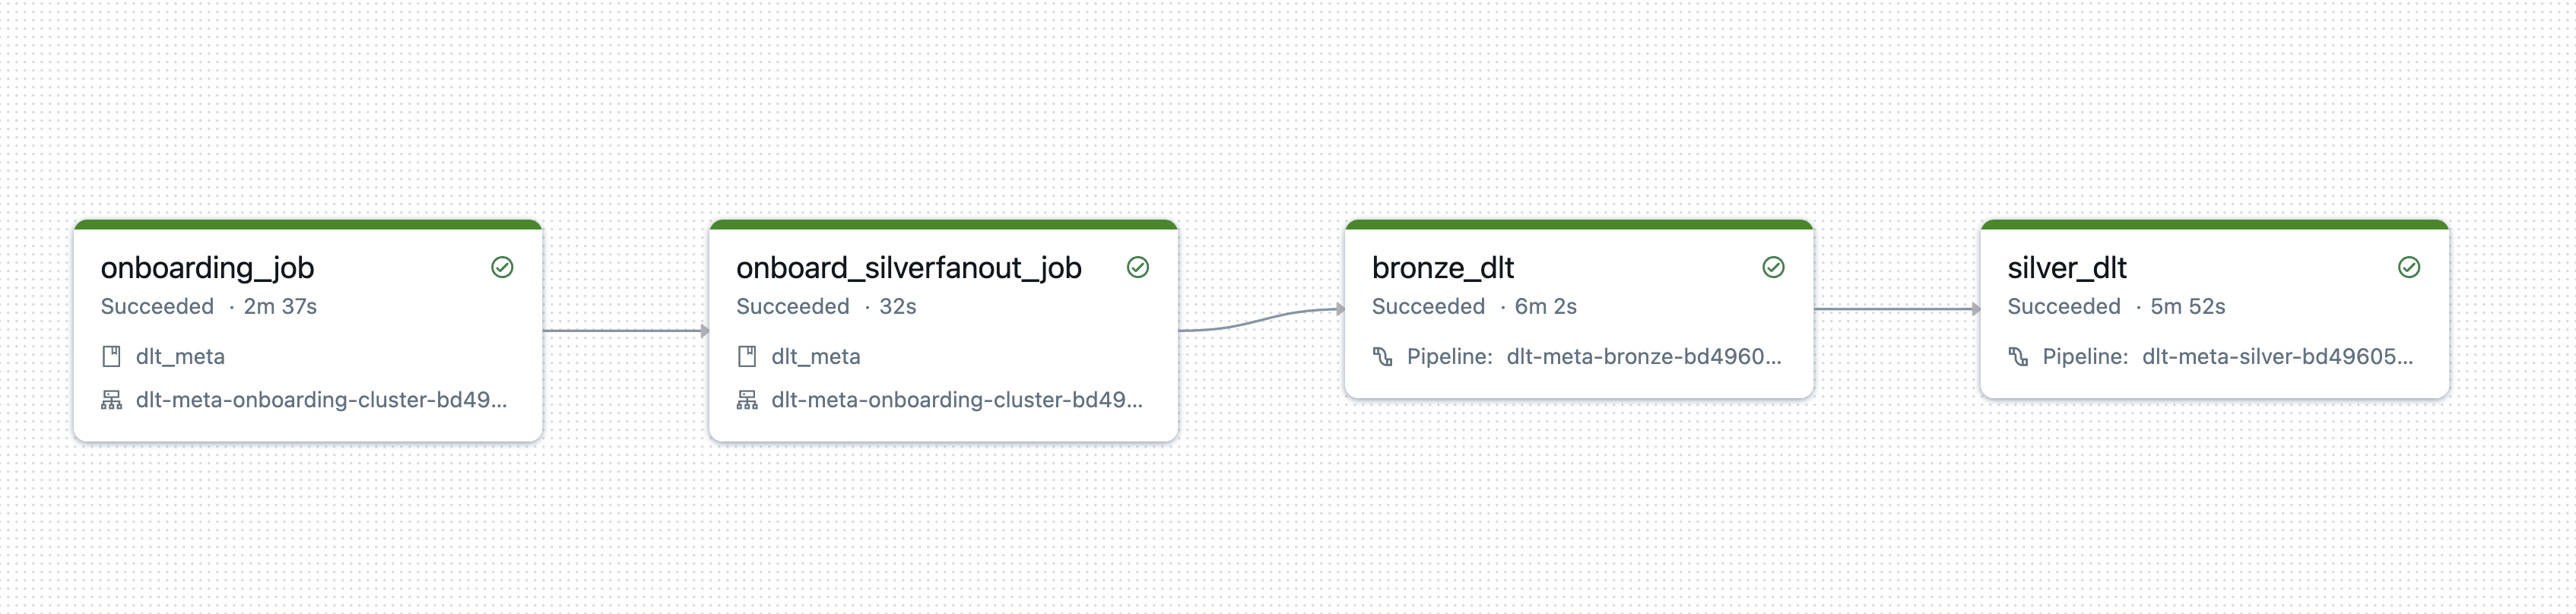 onboarding_job
Succeeded · 2m 37s
dlt_meta
dlt-meta-onboarding-cluster-bd49...
onboard_silverfanout_job
Succeeded · 32s
dlt_meta
dlt-meta-onboarding-cluster-bd49...
bronze_dlt
Succeeded · 6m 2s
Pipeline: dlt-meta-bronze-bd4960...
silver_dlt
Succeeded · 5m 52s
Pipeline: dlt-meta-silver-bd49605...